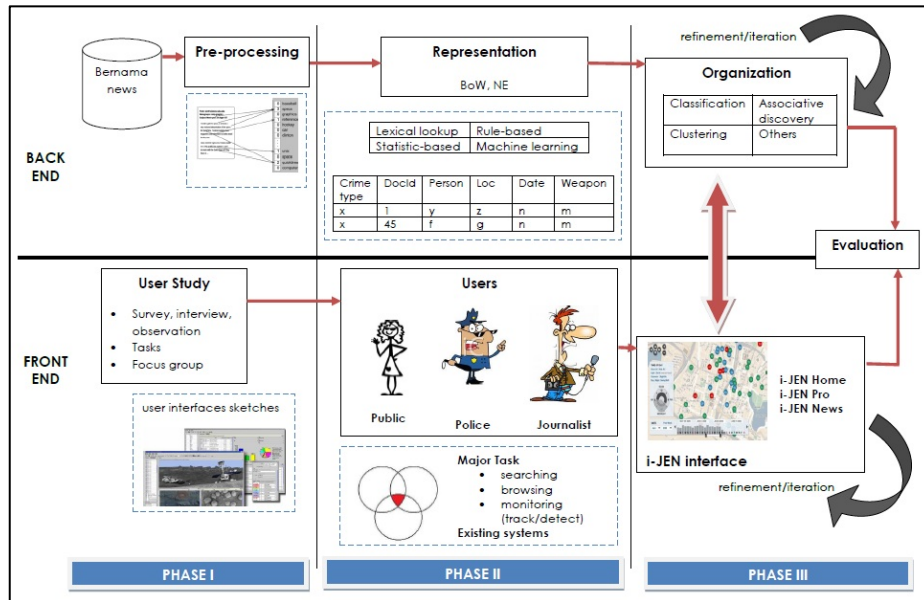 Bernama
news
Pre-processing
Representation
BoW, NE
refinement/iteration
Organization
Classification
Associative
discovery
Clustering
Others
Lexical lookup
Rule-based
Statistic-based
Machine learning
Crime
type
DocId
Person
Loc
Date
Weapon
x
1
y
z
n
m
x
45
f
g
n
m
BACK
END
Evaluation
User Study
• Survey, interview,
observation
• Tasks
• Focus group
Users
Public
Police
Journalist
FRONT
END
user interfaces sketches
i-JEN Home
i-JEN Pro
i-JEN News
i-JEN interface
refinement/iteration
Major Task
• searching
• browsing
• monitoring
(track/detect)
Existing systems
PHASE I
PHASE II
PHASE III